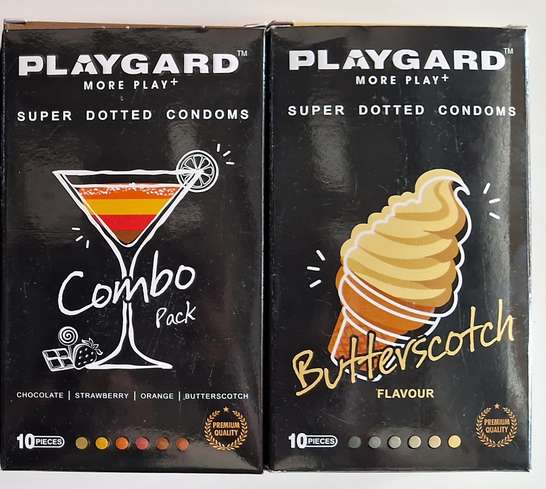 PLAYGARD™
MORE PLAY+
SUPER DOTTED CONDOMS
Combo
Pack
CHOCOLATE | STRAWBERRY | ORANGE | BUTTERSCOTCH
10 PIECES
PREMIUM
QUALITY
PLAYGARD™
MORE PLAY+
SUPER DOTTED CONDOMS
Butterscotch
FLAVOUR
10 PIECES
PREMIUM
QUALITY